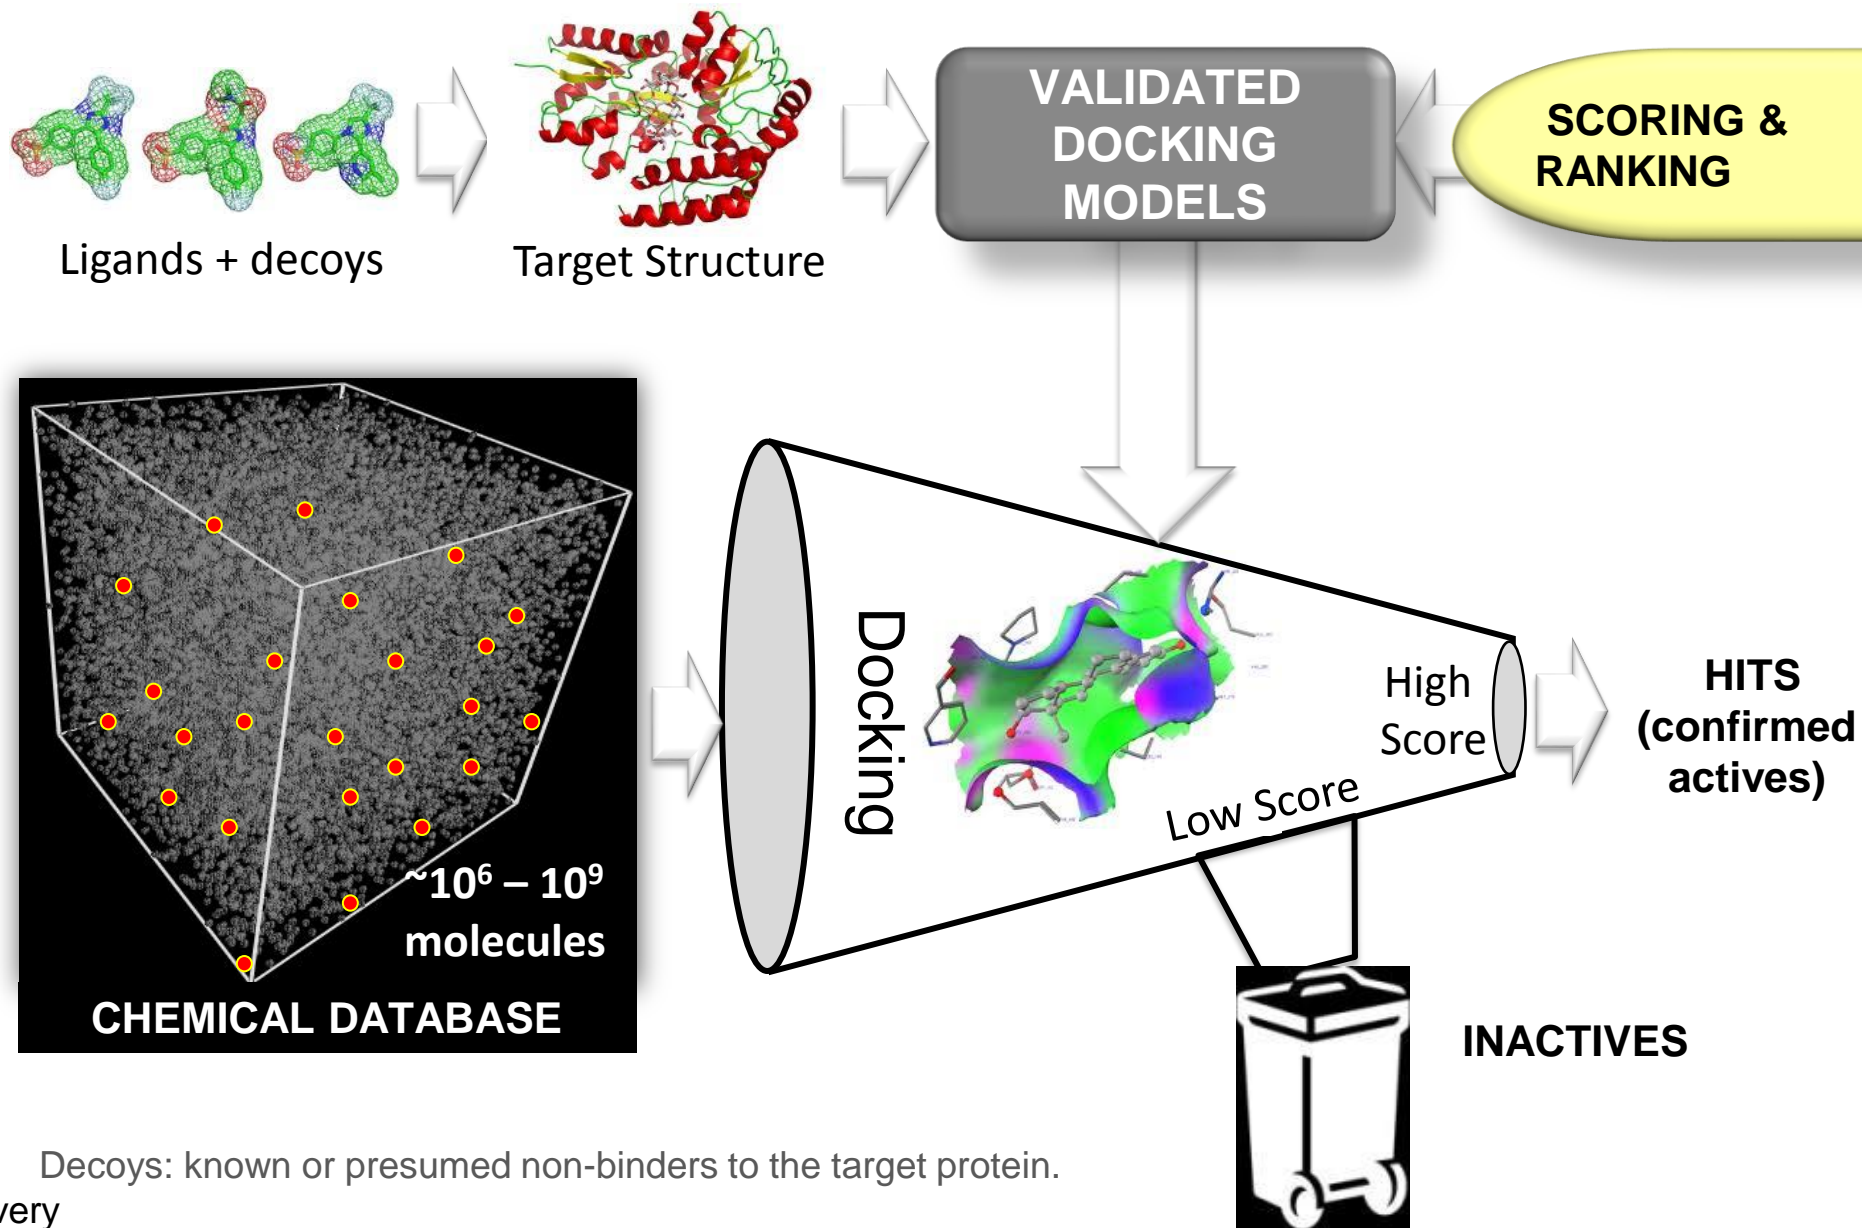 VALIDATED
DOCKING
MODELS
SCORING &
RANKING
Ligands + decoys
Target Structure
Docking
High
Score
Low Score
HITS
(confirmed
actives)
~10⁶ – 10⁹
molecules
CHEMICAL DATABASE
INACTIVES
Decoys: known or presumed non-binders to the target protein.
very